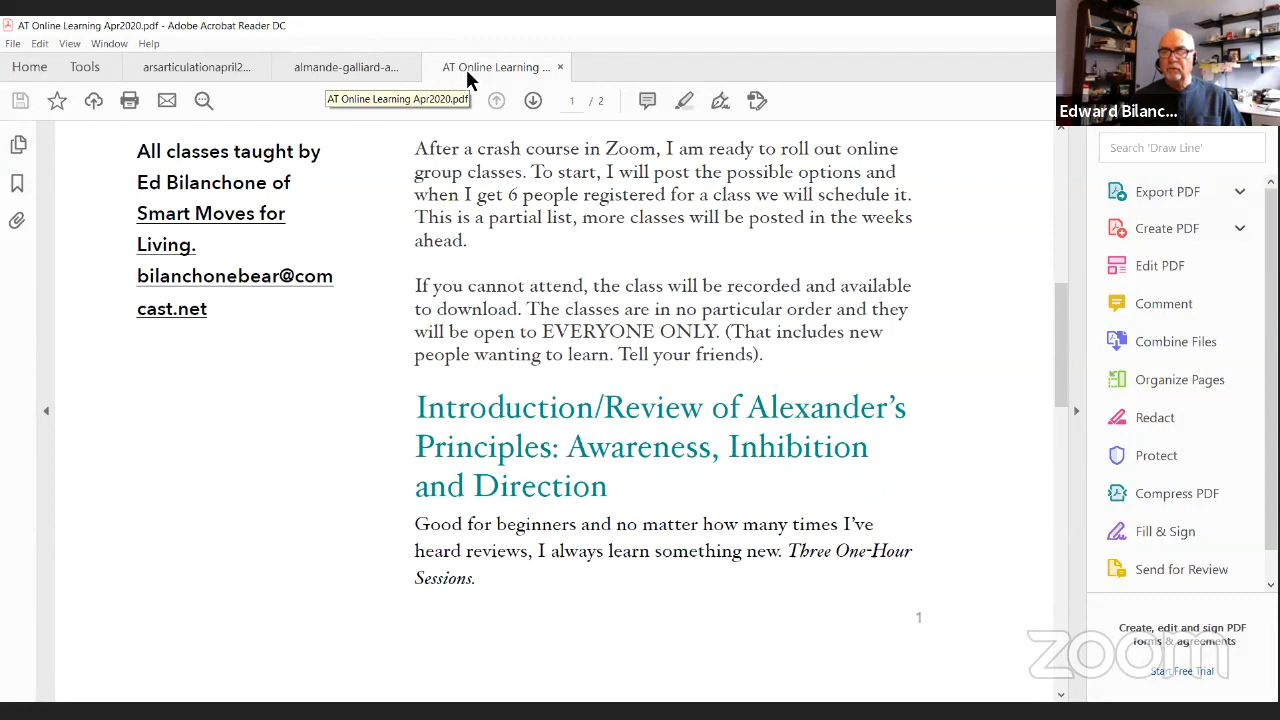 AT Online Learning Apr2020.pdf - Adobe Acrobat Reader DC
File Edit View Window Help
Home Tools arsarticulationapril2... almande-galliard-a... AT Online Learning ... ×
AT Online Learning Apr2020.pdf
1 / 2
Edward Bilanc...
All classes taught by
Ed Bilanchone of
Smart Moves for
Living.
bilanchonebear@com
cast.net
After a crash course in Zoom, I am ready to roll out online
group classes. To start, I will post the possible options and
when I get 6 people registered for a class we will schedule it.
This is a partial list, more classes will be posted in the weeks
ahead.
If you cannot attend, the class will be recorded and available
to download. The classes are in no particular order and they
will be open to EVERYONE ONLY. (That includes new
people wanting to learn. Tell your friends).
Introduction/Review of Alexander’s
Principles: Awareness, Inhibition
and Direction
Good for beginners and no matter how many times I’ve
heard reviews, I always learn something new. Three One-Hour
Sessions.
1
Search 'Draw Line'
Export PDF
Create PDF
Edit PDF
Comment
Combine Files
Organize Pages
Redact
Protect
Compress PDF
Fill & Sign
Send for Review
Create, edit and sign PDF
forms & agreements
Start Free Trial
zoom